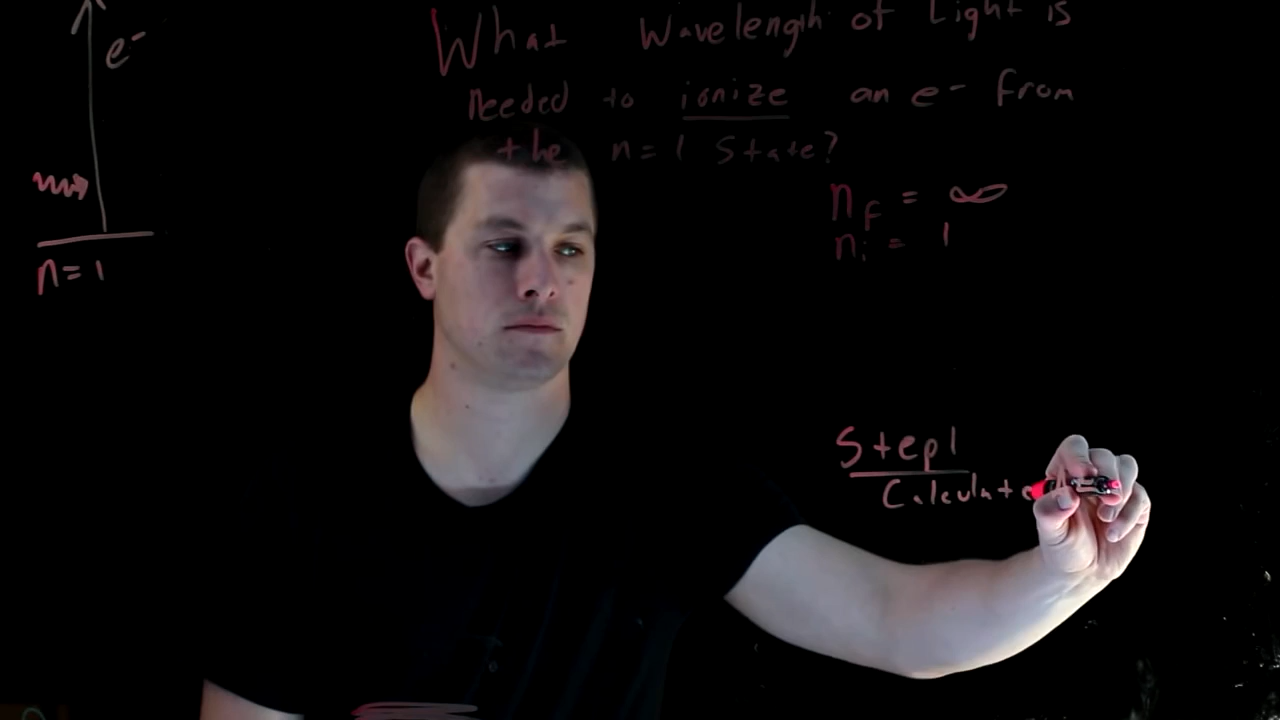 e-
n=1
What Wavelength of Light is
needed to ionize an e- from
the n=1 State?
nf = ∞
ni = 1
Step 1
Calculate